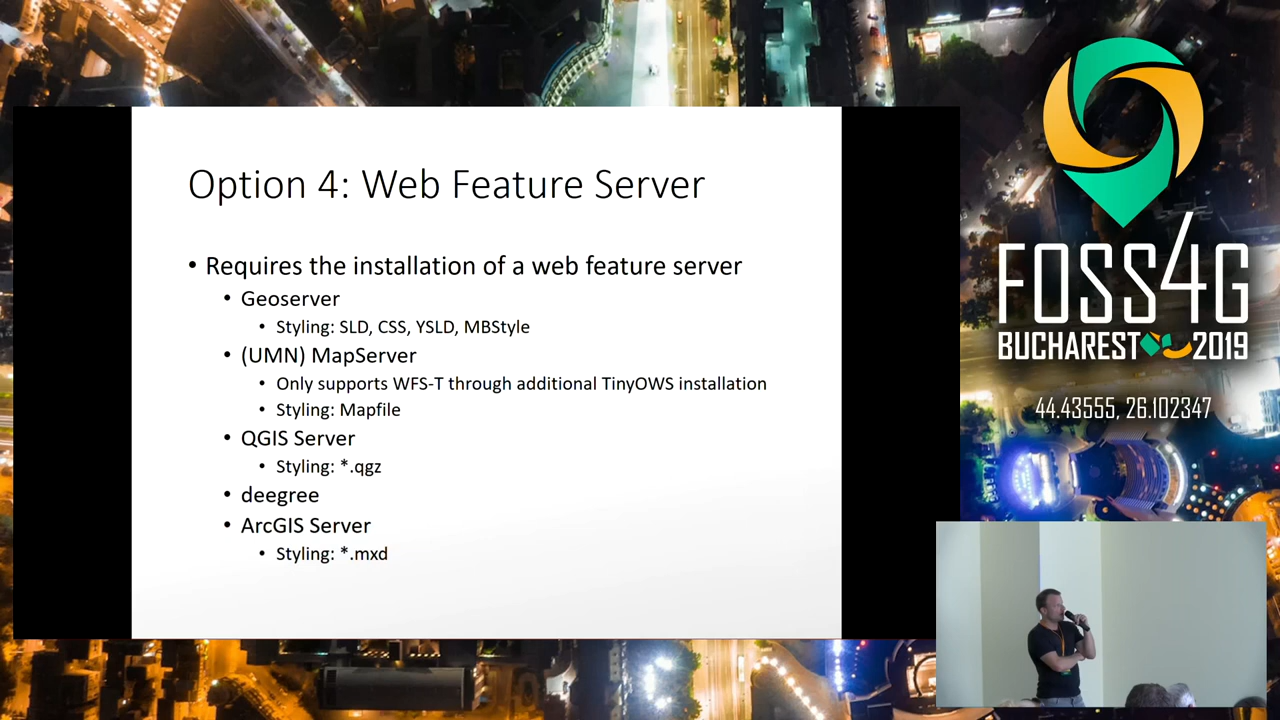 Option 4: Web Feature Server
• Requires the installation of a web feature server
• Geoserver
• Styling: SLD, CSS, YSLD, MBStyle
• (UMN) MapServer
• Only supports WFS-T through additional TinyOWS installation
• Styling: Mapfile
• QGIS Server
• Styling: *.qgz
• deegree
• ArcGIS Server
• Styling: *.mxd
FOSS4G
BUCHAREST 2019
44.43555, 26.102347